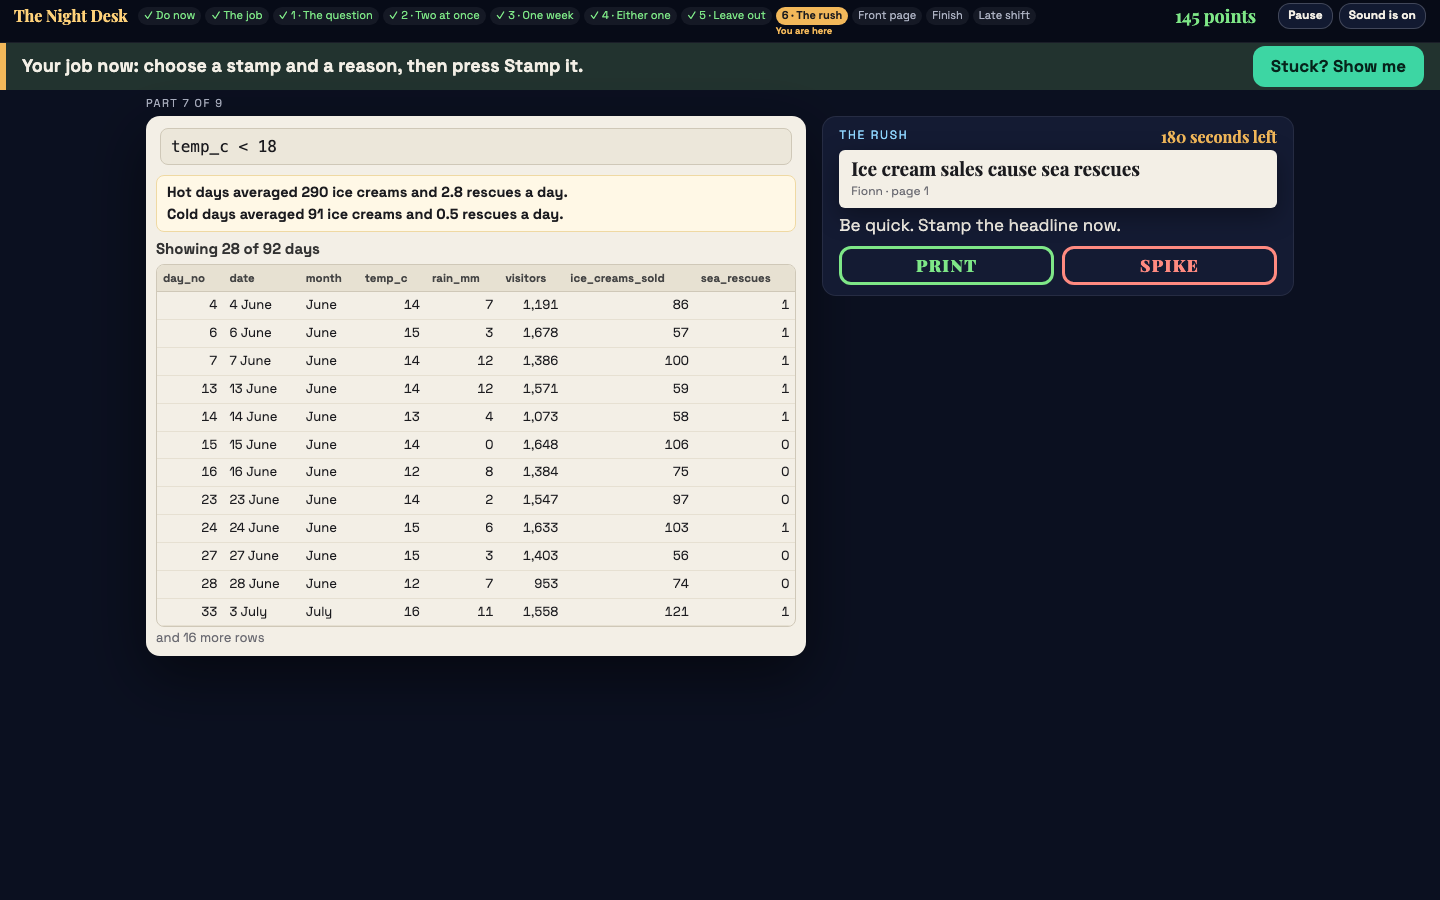 The Night Desk ✓ Do now ✓ The job ✓ 1 · The question ✓ 2 · Two at once ✓ 3 · One week ✓ 4 · Either one ✓ 5 · Leave out 6 · The rush Front page Finish Late shift 145 points Pause Sound is on
You are here
Your job now: choose a stamp and a reason, then press Stamp it. Stuck? Show me
PART 7 OF 9
temp_c < 18
Hot days averaged 290 ice creams and 2.8 rescues a day.
Cold days averaged 91 ice creams and 0.5 rescues a day.
Showing 28 of 92 days
day_no date month temp_c rain_mm visitors ice_creams_sold sea_rescues
4 4 June June 14 7 1,191 86 1
6 6 June June 15 3 1,678 57 1
7 7 June June 14 12 1,386 100 1
13 13 June June 14 12 1,571 59 1
14 14 June June 13 4 1,073 58 1
15 15 June June 14 0 1,648 106 0
16 16 June June 12 8 1,384 75 0
23 23 June June 14 2 1,547 97 0
24 24 June June 15 6 1,633 103 1
27 27 June June 15 3 1,403 56 0
28 28 June June 12 7 953 74 0
33 3 July July 16 11 1,558 121 1
and 16 more rows
THE RUSH 180 seconds left
Ice cream sales cause sea rescues
Fionn · page 1
Be quick. Stamp the headline now.
PRINT SPIKE